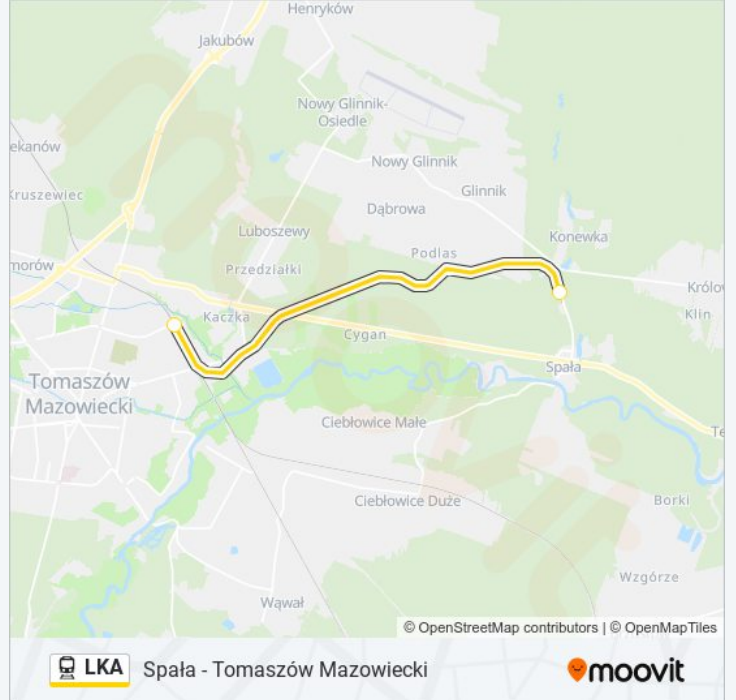 Henryków
Jakubów
Nowy Glinnik-
Osiedle
ekanów
Nowy Glinnik
Kruszewiec
Glinnik
Dąbrowa
Luboszewy
Konewka
Podlas
morów
Przedziałki
Królo
Klin
Kaczka
Cygan
Spała
Tomaszów
Mazowiecki
Ciebłowice Małe
Te
Ciebłowice Duże
Borki
Wzgórze
Wąwał
© OpenStreetMap contributors | © OpenMapTiles
LKA Spała - Tomaszów Mazowiecki
moovit